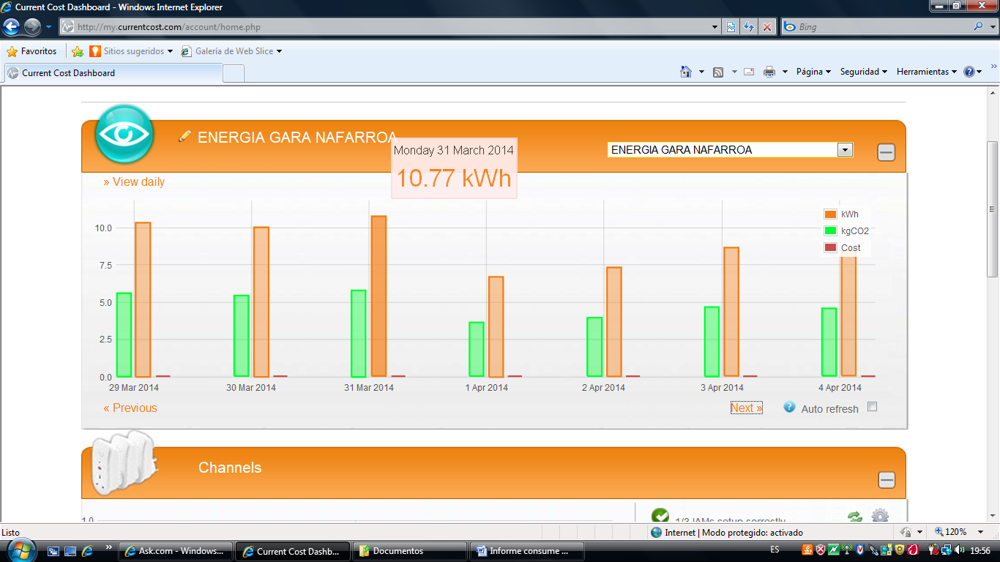 Current Cost Dashboard - Windows Internet Explorer
http://my.currentcost.com/account/home.php
Bing
Favoritos
Sitios sugeridos
Galería de Web Slice
Current Cost Dashboard
Página
Seguridad
Herramientas
»
ENERGIA GARA NAFARROA
Monday 31 March 2014
10.77 kWh
ENERGIA GARA NAFARROA
» View daily
kWh
kgCO2
Cost
10.0
7.5
5.0
2.5
0.0
29 Mar 2014
30 Mar 2014
31 Mar 2014
1 Apr 2014
2 Apr 2014
3 Apr 2014
4 Apr 2014
« Previous
Next »
Auto refresh
Channels
1.0
1/3 IAMs setup correctly
Listo
Internet | Modo protegido: activado
120%
»
Ask.com - Windows...
Current Cost Dashb...
Documentos
Informe consume ...
ES
19:56